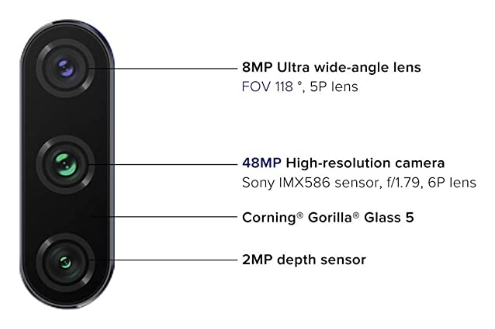 8MP Ultra wide-angle lens
FOV 118 °, 5P lens
48MP High-resolution camera
Sony IMX586 sensor, f/1.79, 6P lens
Corning® Gorilla® Glass 5
2MP depth sensor